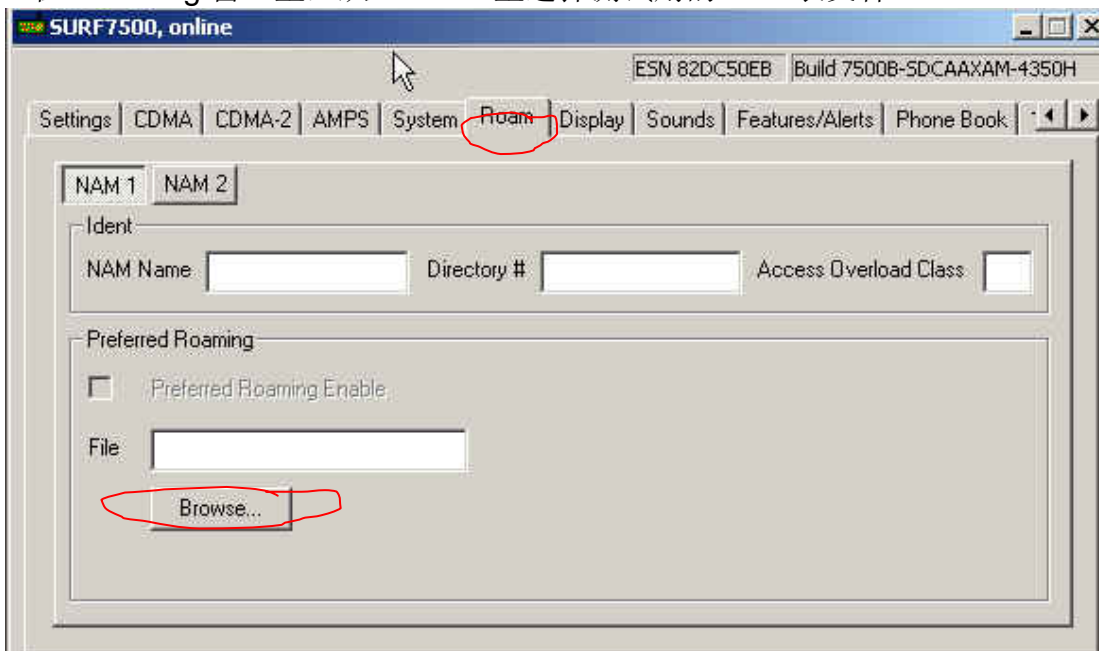 SURF7500, online
ESN 82DC50EB Build 7500B-SDCAAXAM-4350H
Settings CDMA CDMA-2 AMPS System Roam Display Sounds Features/Alerts Phone Book
NAM 1 NAM 2
Ident
NAM Name Directory # Access Overload Class
Preferred Roaming
Preferred Roaming Enable
File
Browse...